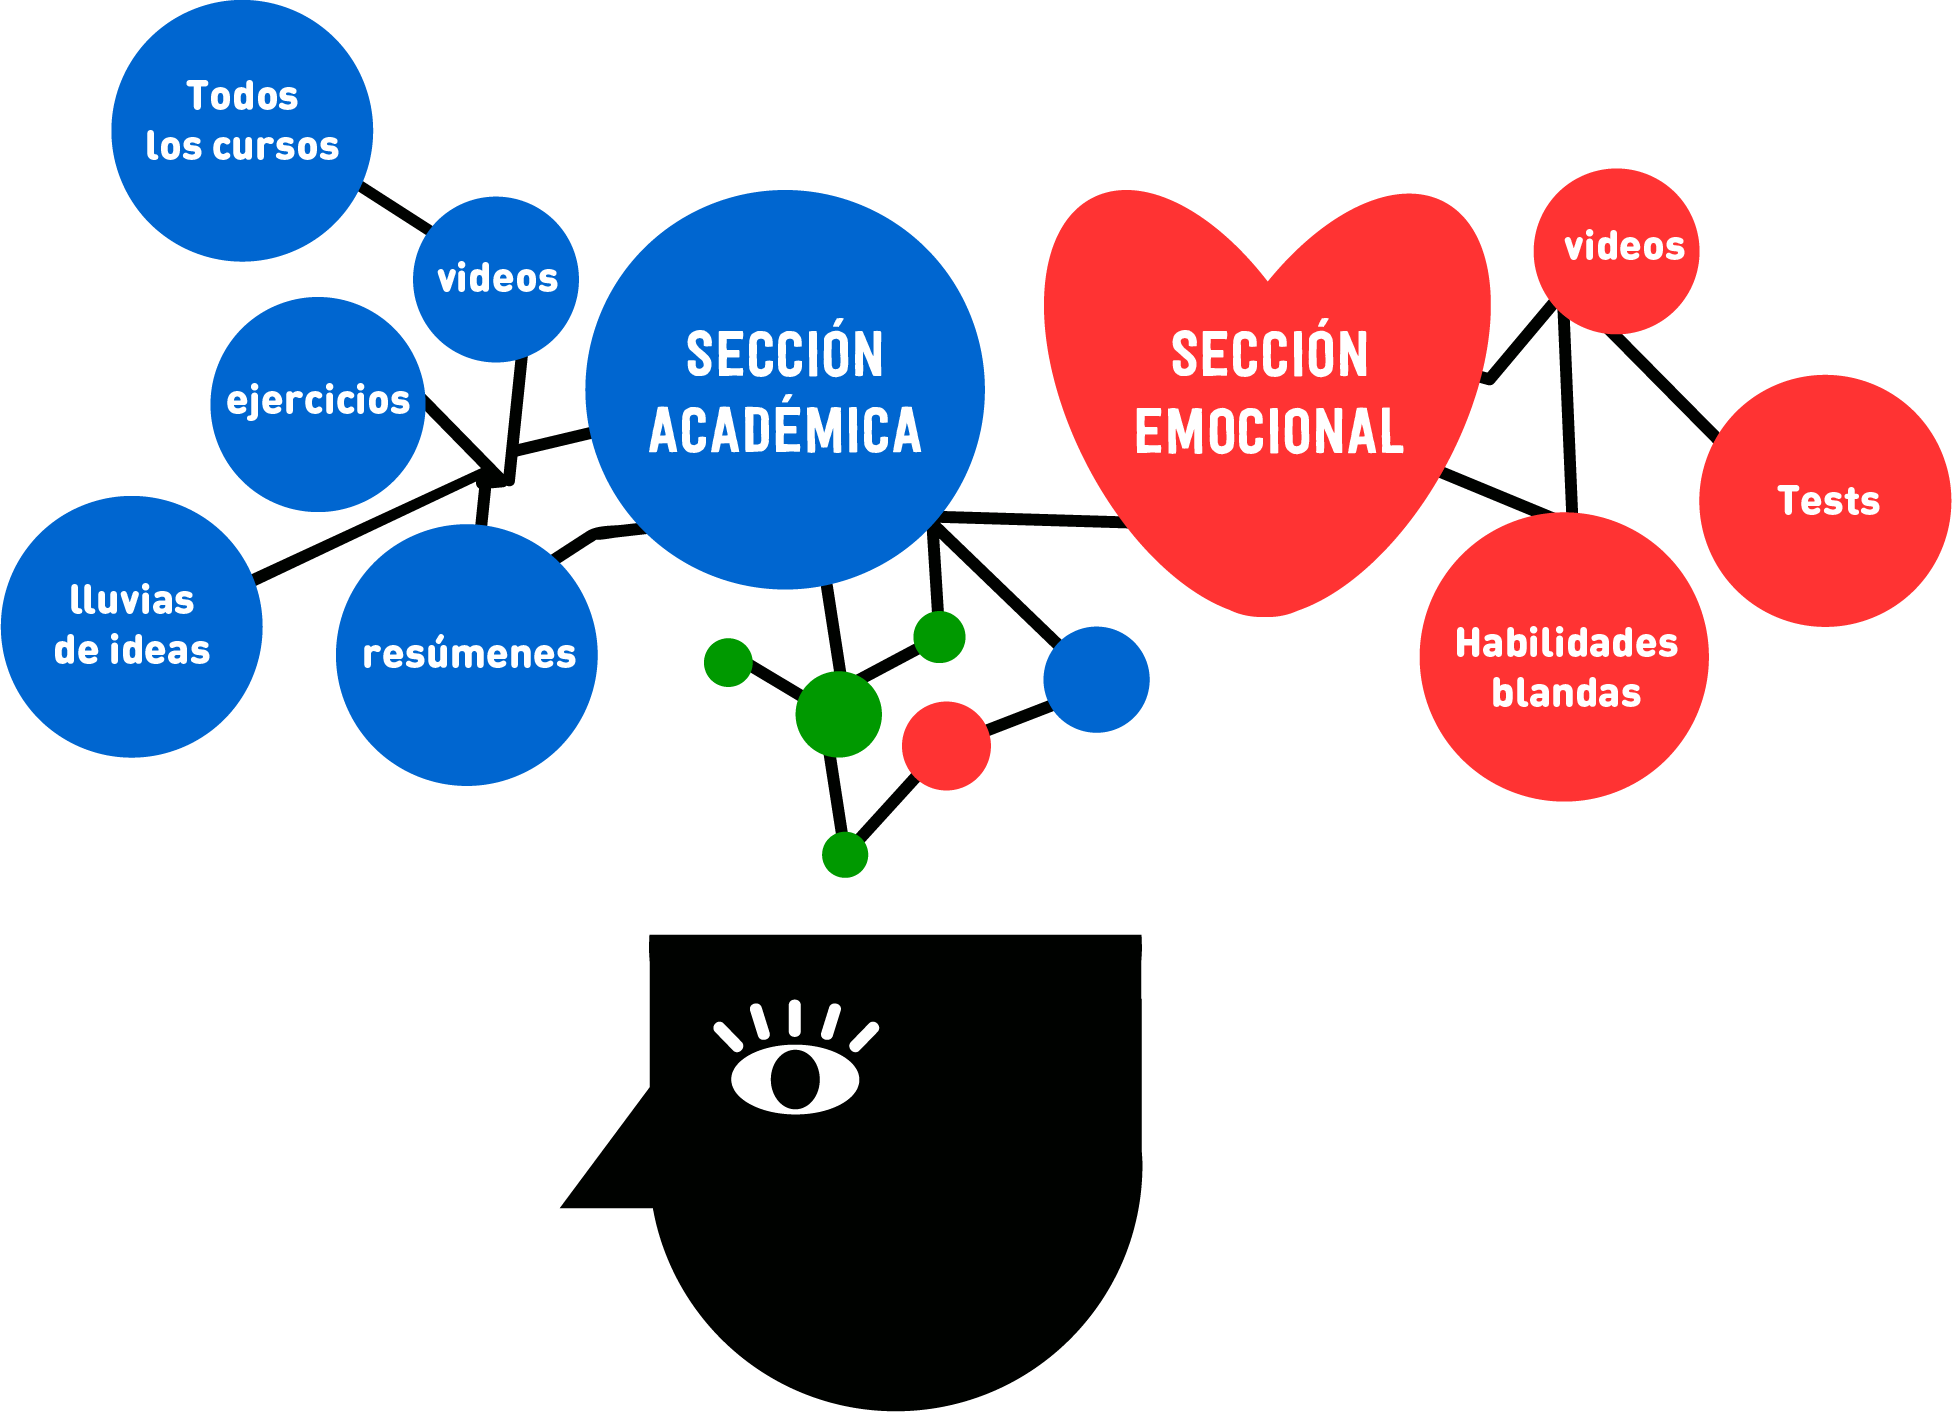 Todos
los cursos
videos
ejercicios
lluvias
de ideas
resúmenes
SECCIÓN
ACADÉMICA
SECCIÓN
EMOCIONAL
videos
Tests
Habilidades
blandas